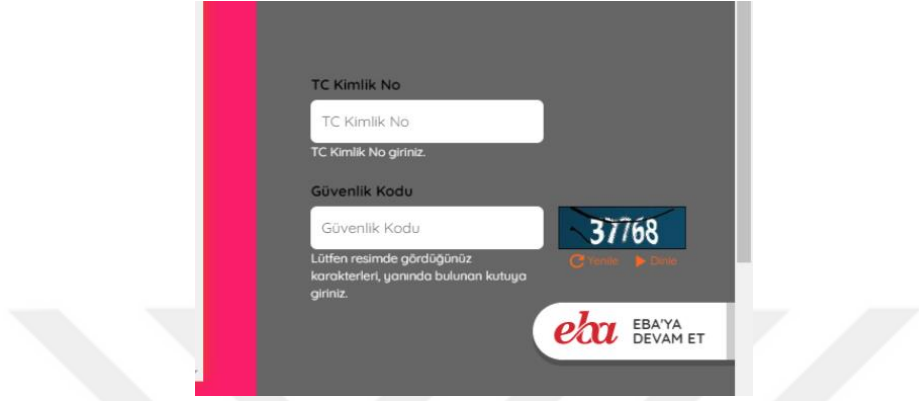 TC Kimlik No
TC Kimlik No
TC Kimlik No giriniz.
Güvenlik Kodu
Güvenlik Kodu
37768
Lütfen resimde gördüğünüz
karakterleri, yanında bulunan kutuya
giriniz.
Yenile Dinle
eba EBA'YA
DEVAM ET